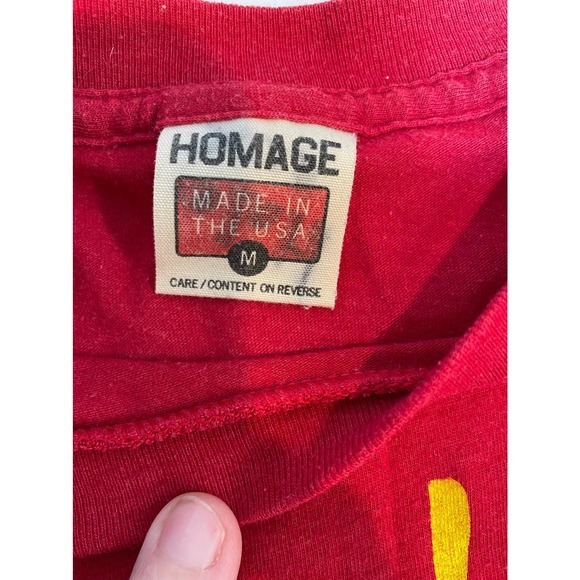 HOMAGE
MADE IN
THE USA
M
CARE/CONTENT ON REVERSE